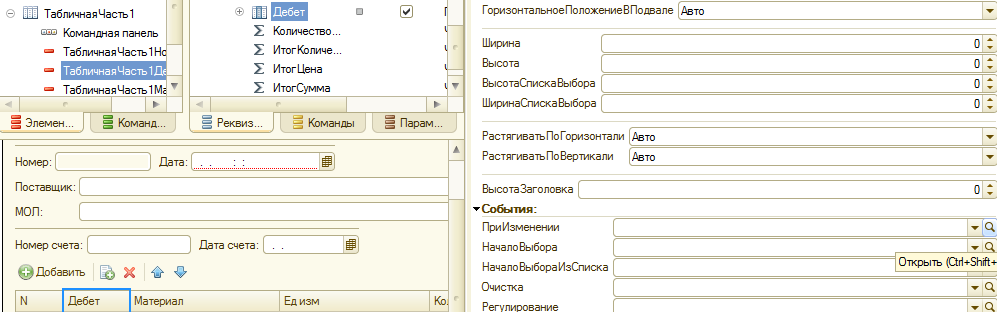 ТабличнаяЧасть1
Командная панель
ТабличнаяЧасть1Но
ТабличнаяЧасть1Де
ТабличнаяЧасть1Ма
Элемен...
Команд...
Дебет
Количество...
ИтогКоличе...
ИтогЦена
ИтогСумма
Реквиз...
Команды
Парам...
Номер:
Дата: . . : :
Поставщик:
МОЛ:
Номер счета:
Дата счета: . .
Добавить
N Дебет Материал Ед изм Ко
ГоризонтальноеПоложениеВПодвале Авто
Ширина 0
Высота 0
ВысотаСпискаВыбора 0
ШиринаСпискаВыбора 0
РастягиватьПоГоризонтали Авто
РастягиватьПоВертикали Авто
ВысотаЗаголовка 0
События:
ПриИзменении
НачалоВыбора
Открыть (Ctrl+Shift+
НачалоВыбораИзСписка
Очистка
Регулирование